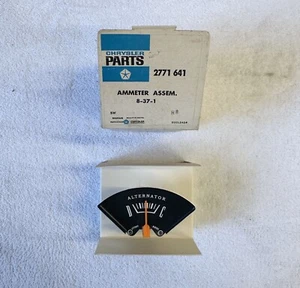 CHRYSLER
PARTS
2771 641
AMMETER ASSEM.
8-37-1
ALTERNATOR
D C